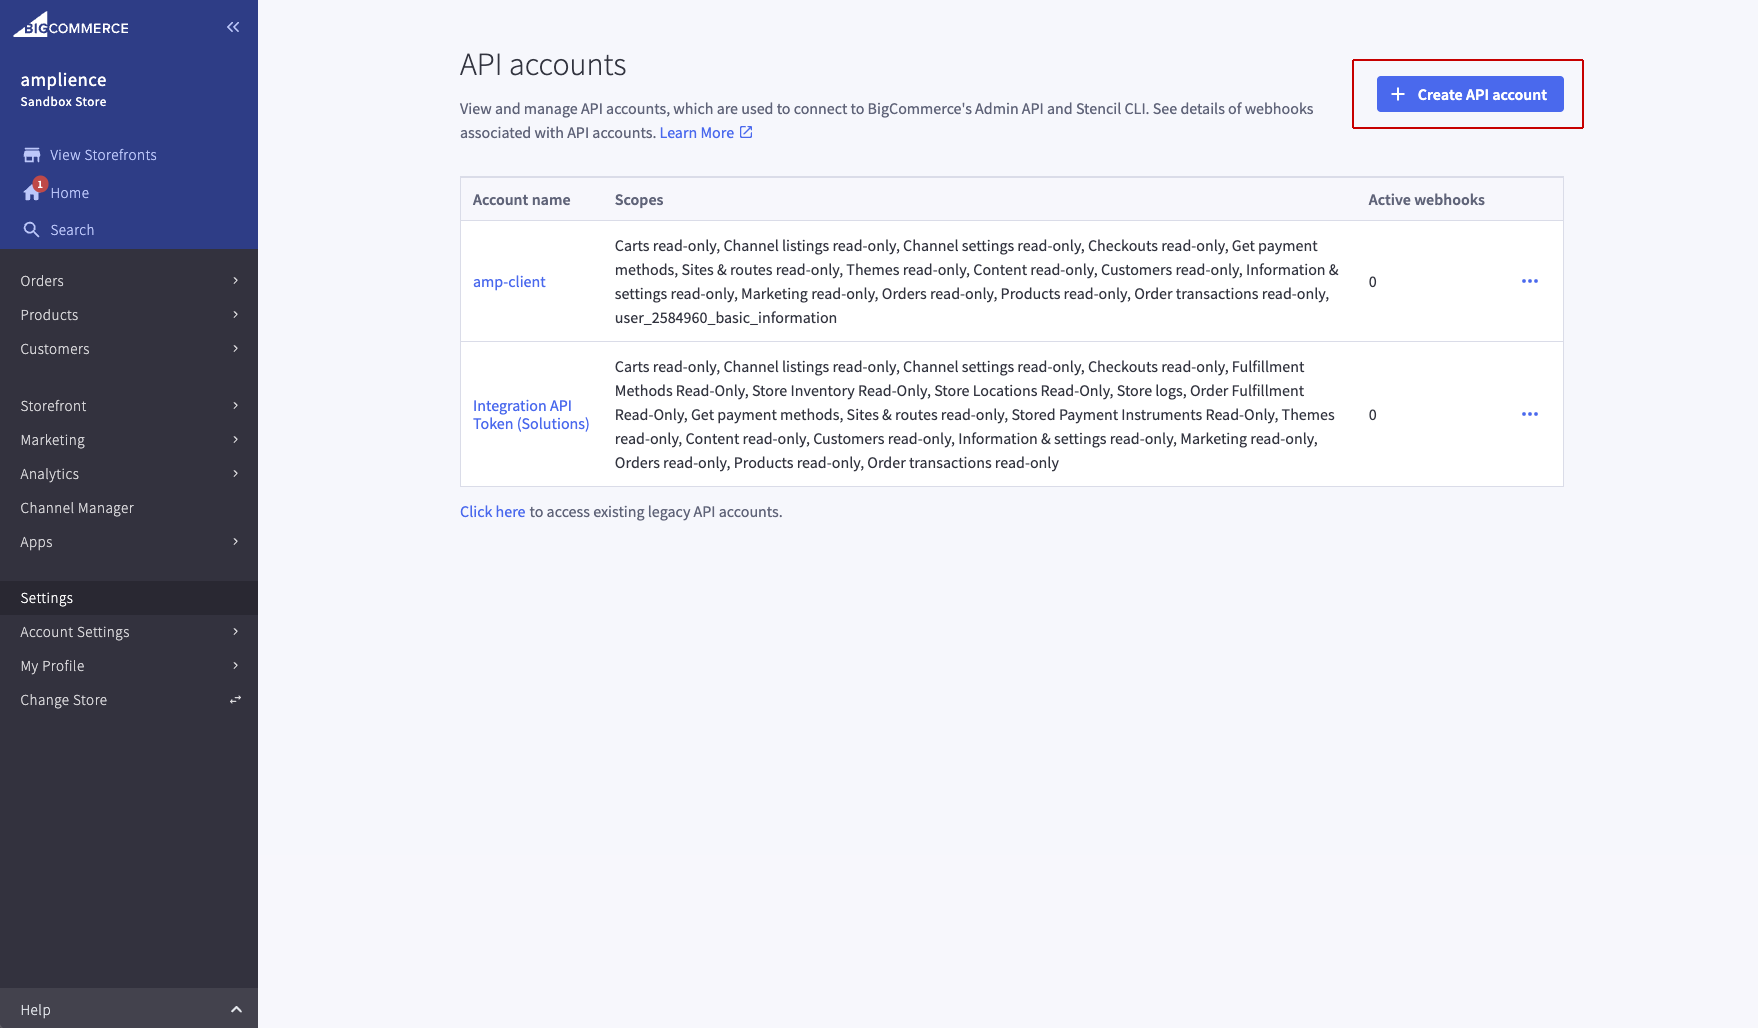 BIGCOMMERCE
amplience
Sandbox Store
View Storefronts
1
Home
Search
Orders
Products
Customers
Storefront
Marketing
Analytics
Channel Manager
Apps
Settings
Account Settings
My Profile
Change Store
Help
API accounts
View and manage API accounts, which are used to connect to BigCommerce's Admin API and Stencil CLI. See details of webhooks
associated with API accounts. Learn More
Create API account
Account name Scopes Active webhooks
amp-client
Carts read-only, Channel listings read-only, Channel settings read-only, Checkouts read-only, Get payment
methods, Sites & routes read-only, Themes read-only, Content read-only, Customers read-only, Information &
settings read-only, Marketing read-only, Orders read-only, Products read-only, Order transactions read-only,
user_2584960_basic_information
0
Integration API
Token (Solutions)
Carts read-only, Channel listings read-only, Channel settings read-only, Checkouts read-only, Fulfillment
Methods Read-Only, Store Inventory Read-Only, Store Locations Read-Only, Store logs, Order Fulfillment
Read-Only, Get payment methods, Sites & routes read-only, Stored Payment Instruments Read-Only, Themes
read-only, Content read-only, Customers read-only, Information & settings read-only, Marketing read-only,
Orders read-only, Products read-only, Order transactions read-only
0
Click here to access existing legacy API accounts.